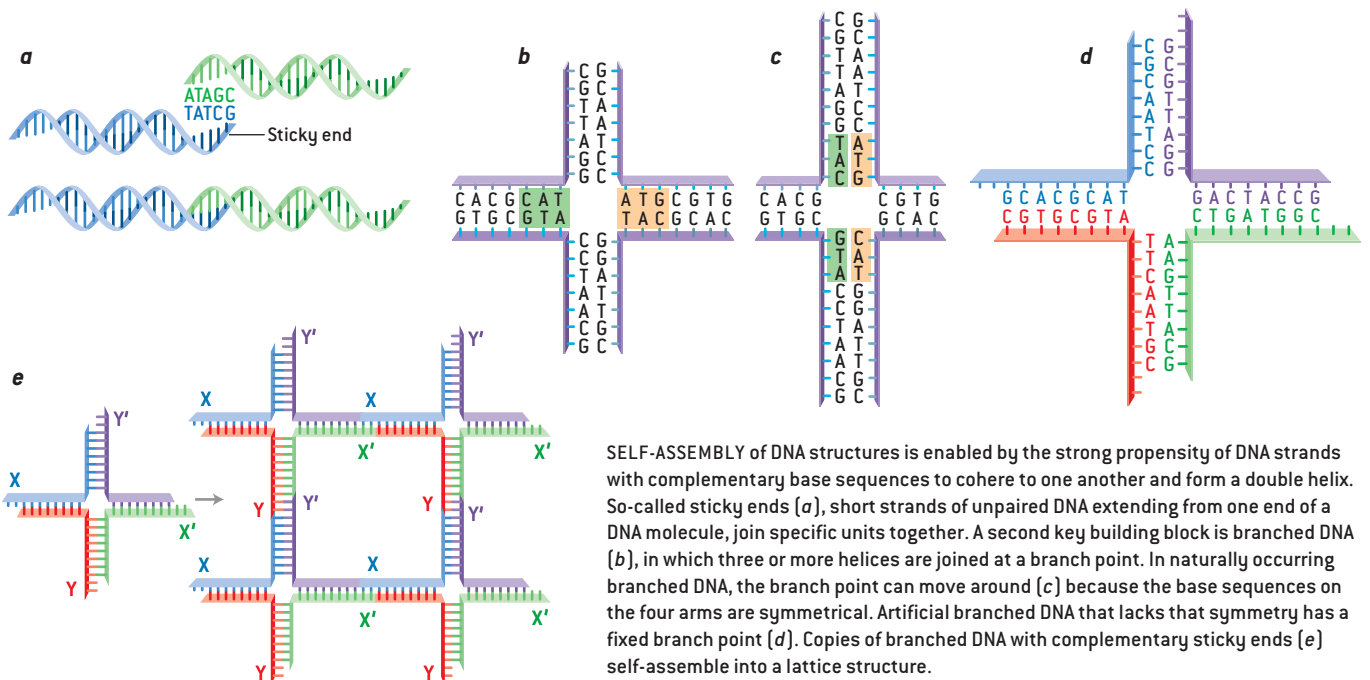 a
ATAGC
TATCG
Sticky end
b
C G
G C
T A
T A
A T
G C
G C
CACGCAT ATGCGTG
GTGCGTA TACGCAC
C G
C G
T A
A T
A T
C G
G C
c
C G
G C
T A
T A
A T
G C
G C
T A
A T
C G
CACG CGTG
GTGC GCAC
G C
T A
A T
C G
C G
T A
A T
A T
C G
G C
d
C G
G C
C G
A T
A T
T A
C G
C G
GCACGCAT GACTACCG
CGTGCGTA CTGATGGC
T A
T A
C G
A T
A T
T A
G C
C G
e
X
Y'
X'
Y
Y' Y'
X X
X' X'
Y Y' Y Y'
X X
X' X'
Y Y
SELF-ASSEMBLY of DNA structures is enabled by the strong propensity of DNA strands
with complementary base sequences to cohere to one another and form a double helix.
So-called sticky ends (a), short strands of unpaired DNA extending from one end of a
DNA molecule, join specific units together. A second key building block is branched DNA
(b), in which three or more helices are joined at a branch point. In naturally occurring
branched DNA, the branch point can move around (c) because the base sequences on
the four arms are symmetrical. Artificial branched DNA that lacks that symmetry has a
fixed branch point (d). Copies of branched DNA with complementary sticky ends (e)
self-assemble into a lattice structure.